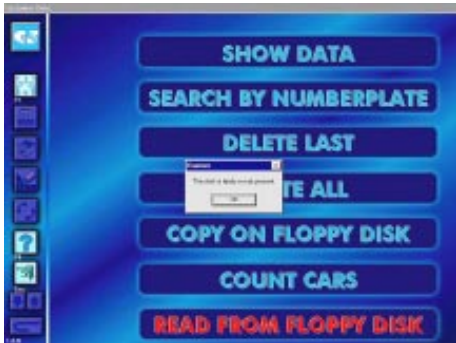 SHOW DATA
SEARCH BY NUMBERPLATE
DELETE LAST
TE ALL
COPY ON FLOPPY DISK
COUNT CARS
READ FROM FLOPPY DISK